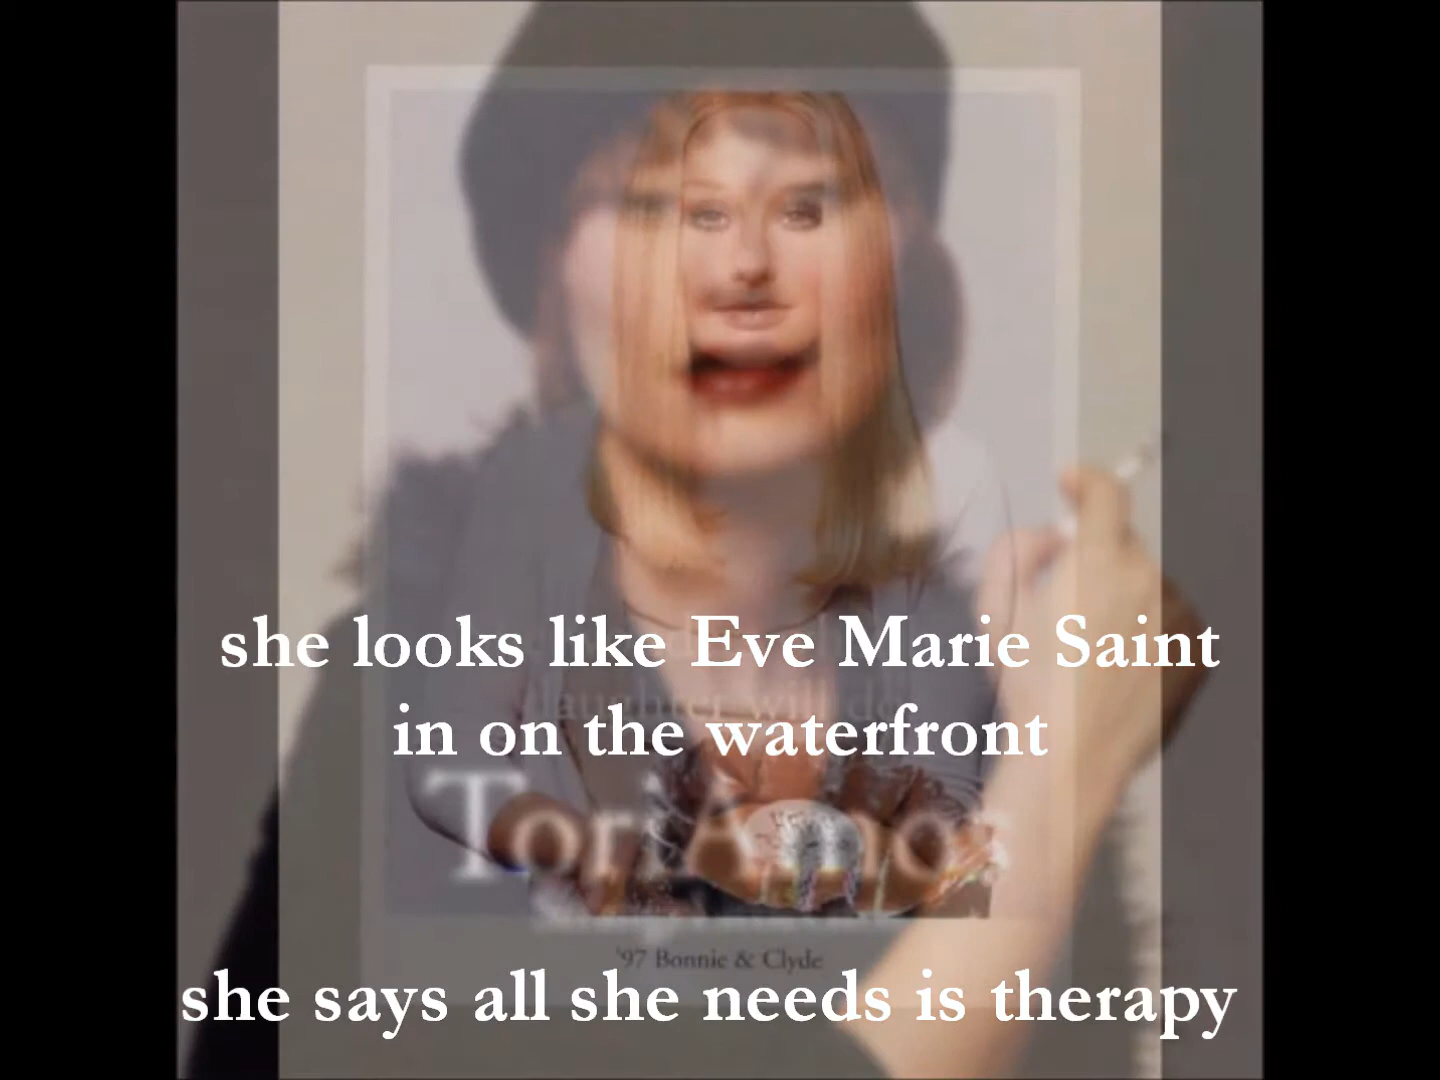 she looks like Eve Marie Saint
in on the waterfront
Tori Amos
'97 Bonnie & Clyde
she says all she needs is therapy